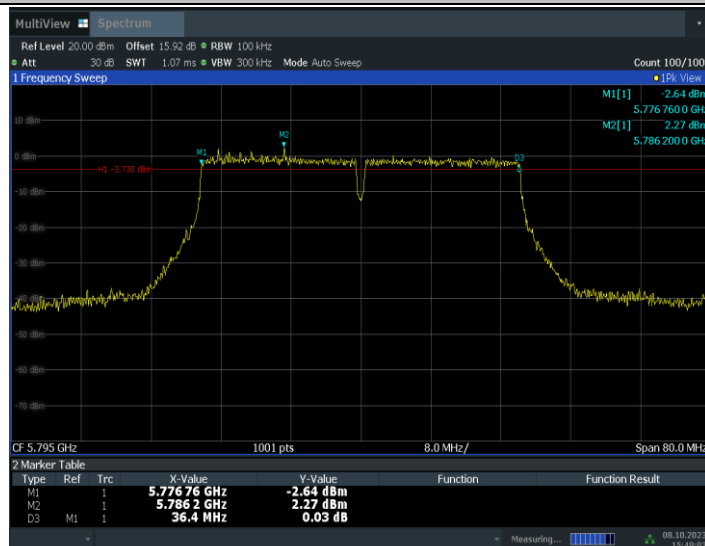 MultiView Spectrum
Ref Level 20.00 dBm Offset 15.92 dB RBW 100 kHz
Att 30 dB SWT 1.07 ms VBW 300 kHz Mode Auto Sweep Count 100/100
1 Frequency Sweep 1Pk View
M1[1] -2.64 dBm
5.776 760 0 GHz
M2[1] 2.27 dBm
5.786 200 0 GHz
10 dBm
M2
0 dBm
M1
D3
H1 -3.730 dBm
-10 dBm
-20 dBm
-30 dBm
-40 dBm
-50 dBm
-60 dBm
-70 dBm
CF 5.795 GHz 1001 pts 8.0 MHz/ Span 80.0 MHz
2 Marker Table
Type Ref Trc X-Value Y-Value Function Function Result
M1 1 5.776 76 GHz -2.64 dBm
M2 1 5.786 2 GHz 2.27 dBm
D3 M1 1 36.4 MHz 0.03 dB
Measuring... 08.10.2023
15:49:07